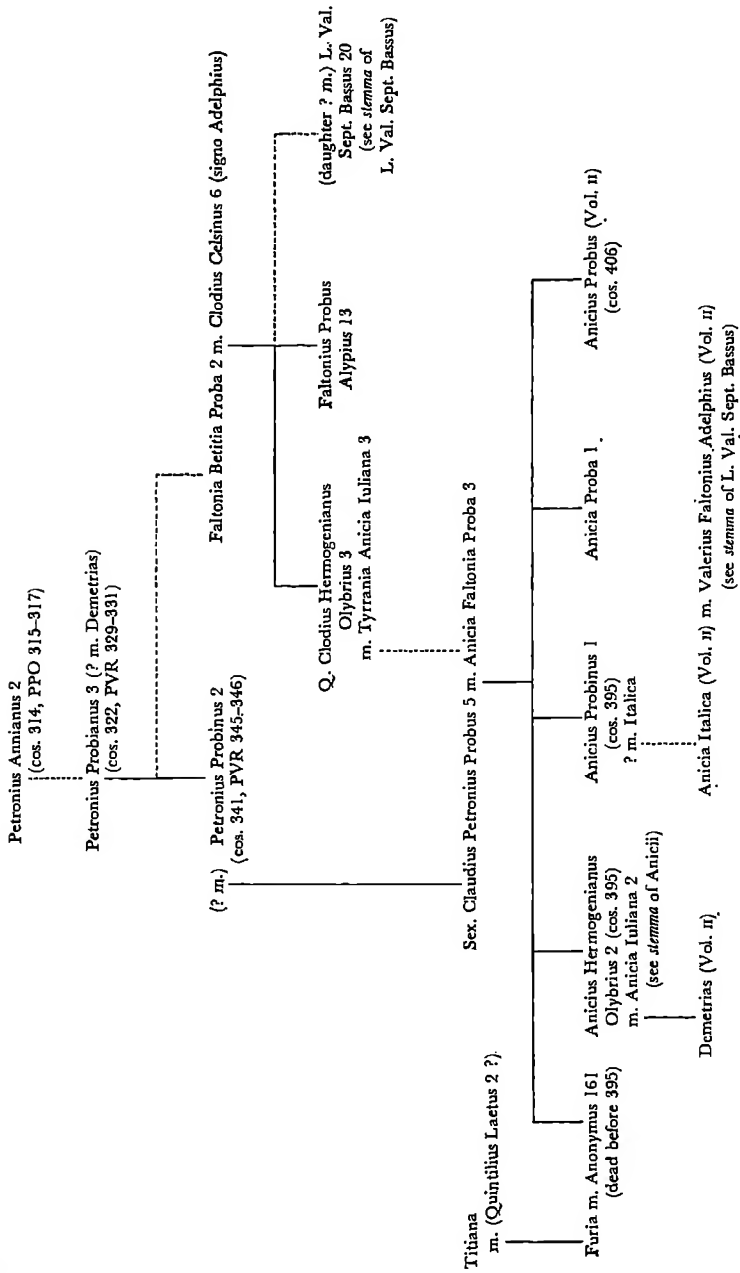 Petronius Annianus 2
(cos. 314, PPO 315–317)
Petronius Probianus 3 (? m. Demetrias)
(cos. 322, PVR 329–331)
(? m.) Petronius Probinus 2
(cos. 341, PVR 345–346)
Faltonia Betitia Proba 2 m. Clodius Celsinus 6 (signo Adelphius)
Q. Clodius Hermogenianus
Olybrius 3
m. Tyrrania Anicia Iuliana 3
Faltonius Probus
Alypius 13
(daughter ? m.) L. Val.
Sept. Bassus 20
(see stemma of
L. Val. Sept. Bassus)
Sex. Claudius Petronius Probus 5 m. Anicia Faltonia Proba 3
Titiana
m. (Quintilius Laetus 2 ?)
Furia m. Anonymus 161
(dead before 395)
Anicius Hermogenianus
Olybrius 2 (cos. 395)
m. Anicia Iuliana 2
(see stemma of Anicii)
Anicius Probinus 1
(cos. 395)
? m. Italica
Anicia Proba 1
Anicius Probus (Vol. II)
(cos. 406)
Demetrias (Vol. II)
Anicia Italica (Vol. II) m. Valerius Faltonius Adelphius (Vol. II)
(see stemma of L. Val. Sept. Bassus)